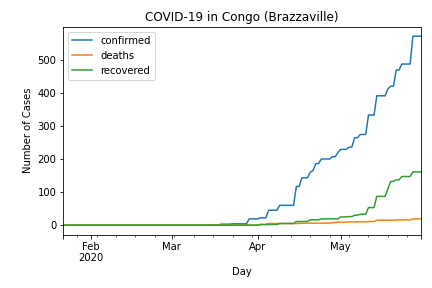 COVID-19 in Congo (Brazzaville)
confirmed
deaths
recovered
Number of Cases
500
400
300
200
100
0
Feb
2020
Mar
Apr
May
Day